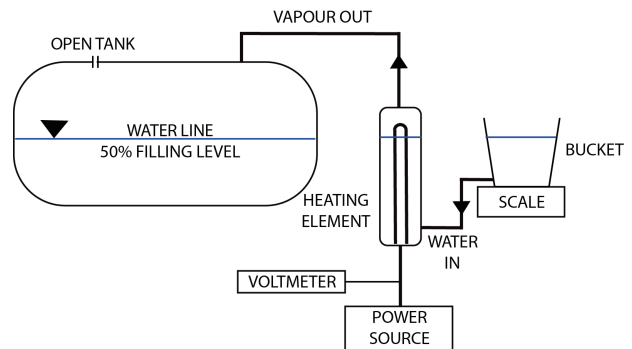 VAPOUR OUT
OPEN TANK
WATER LINE
50% FILLING LEVEL
BUCKET
HEATING
ELEMENT
SCALE
WATER
IN
VOLTMETER
POWER
SOURCE